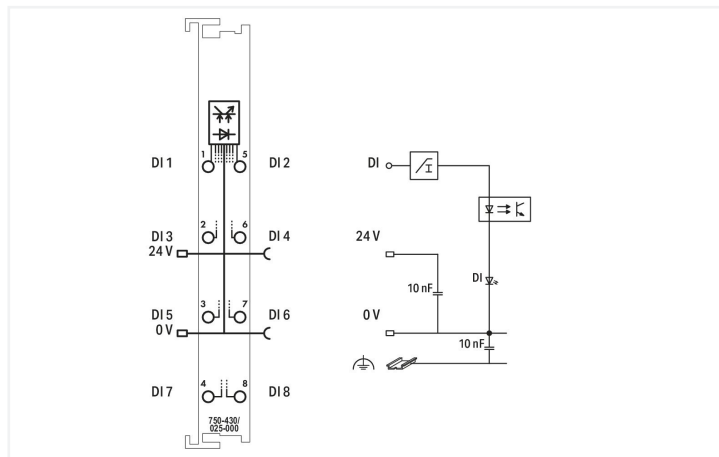 1 5
DI 1 DI 2 DI
2 6
DI 3 DI 4 24 V
24 V
DI
10 nF
3 7
DI 5 DI 6 0 V
0 V
10 nF
4 8
DI 7 DI 8
750-430/
025-000